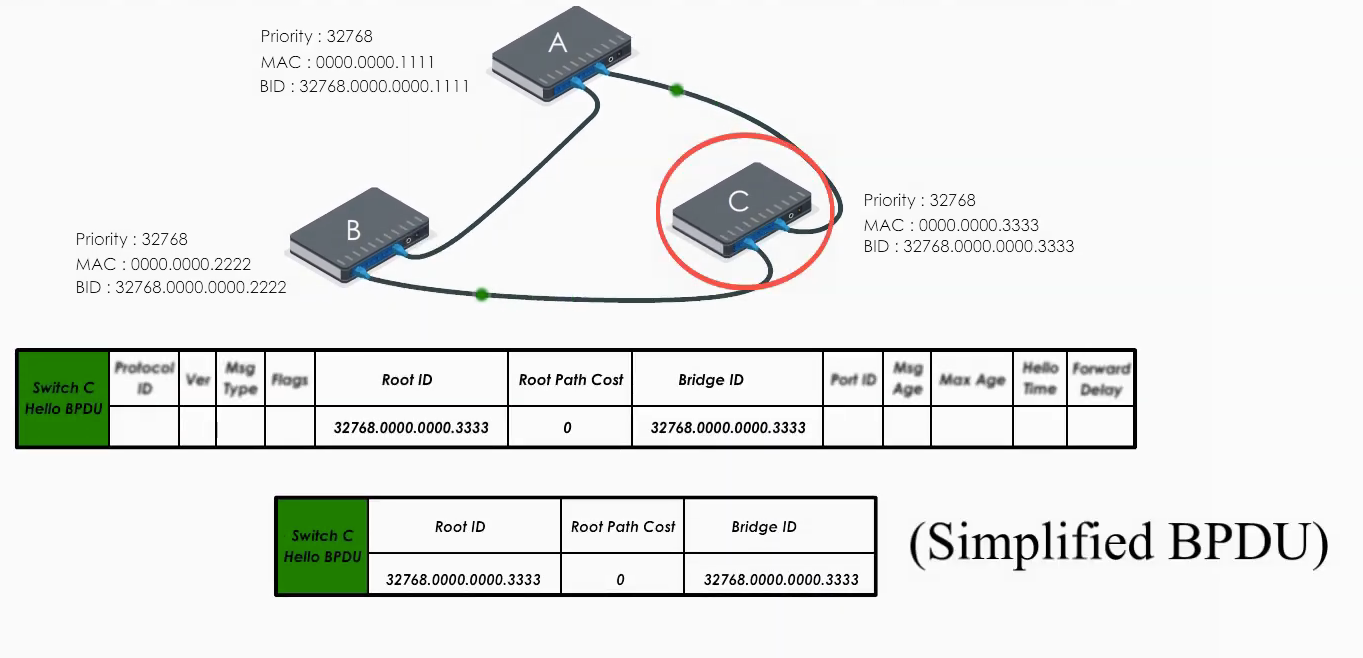 A
Priority : 32768
MAC : 0000.0000.1111
BID : 32768.0000.0000.1111
C
Priority : 32768
MAC : 0000.0000.3333
BID : 32768.0000.0000.3333
B
Priority : 32768
MAC : 0000.0000.2222
BID : 32768.0000.0000.2222
Switch C
Hello BPDU
Protocol
ID
Ver
Msg
Type
Flags
Root ID
Root Path Cost
Bridge ID
Port ID
Msg
Age
Max Age
Hello
Time
Forward
Delay
32768.0000.0000.3333
0
32768.0000.0000.3333
Switch C
Hello BPDU
Root ID
Root Path Cost
Bridge ID
32768.0000.0000.3333
0
32768.0000.0000.3333
(Simplified BPDU)